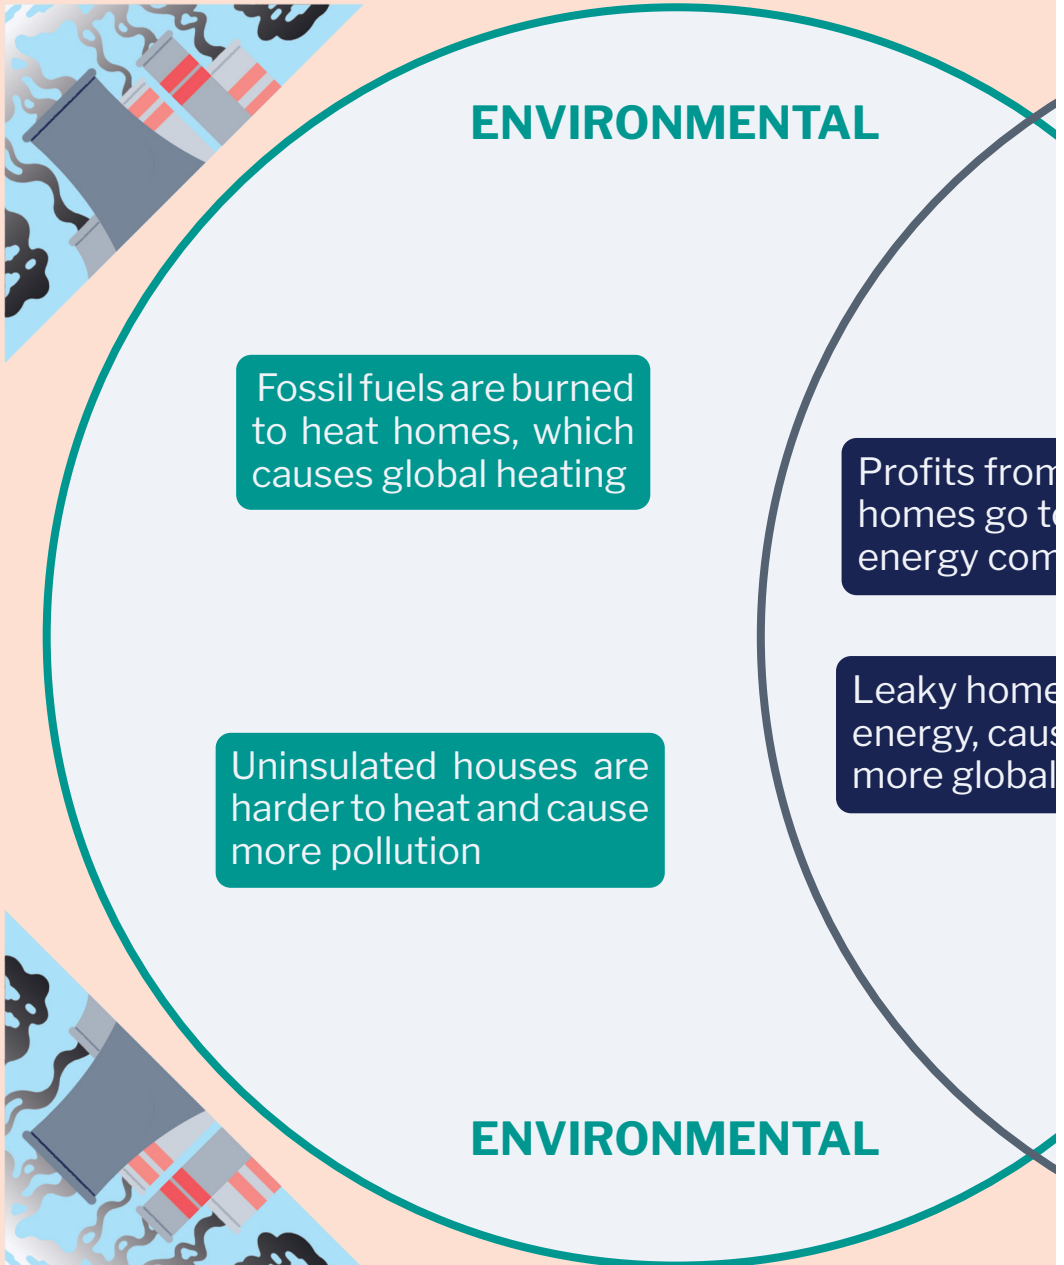 ENVIRONMENTAL
Fossil fuels are burned
to heat homes, which
causes global heating
Profits from
homes go to
energy com
Leaky home
energy, caus
more global
Uninsulated houses are
harder to heat and cause
more pollution
ENVIRONMENTAL